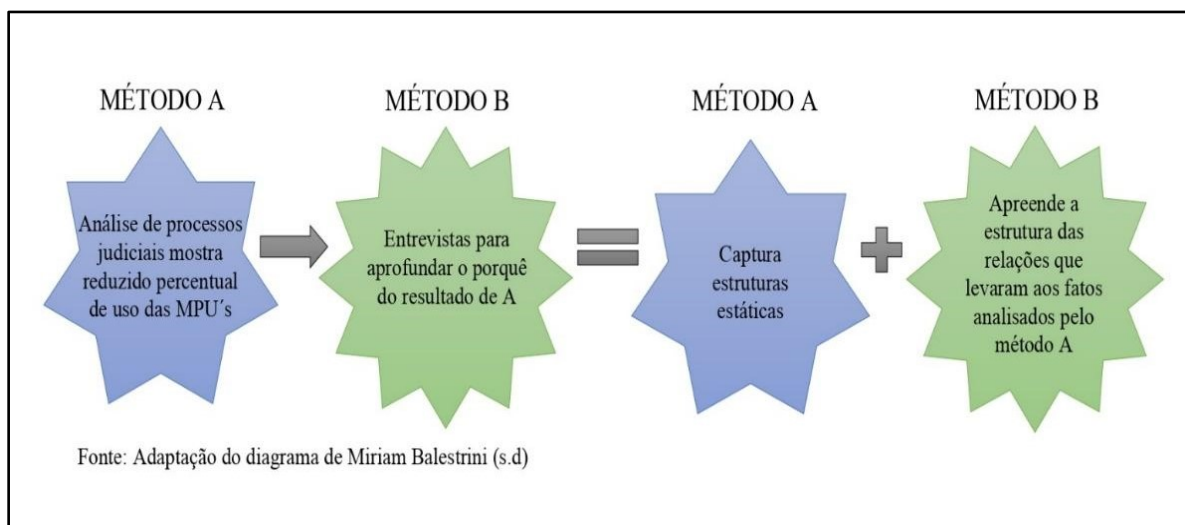 MÉTODO A
Análise de processos
judiciais mostra
reduzido percentual
de uso das MPU´s
MÉTODO B
Entrevistas para
aprofundar o porquê
do resultado de A
MÉTODO A
Captura
estruturas
estáticas
MÉTODO B
Apreende a
estrutura das
relações que
levaram aos fatos
analisados pelo
método A
Fonte: Adaptação do diagrama de Miriam Balestrini (s.d)